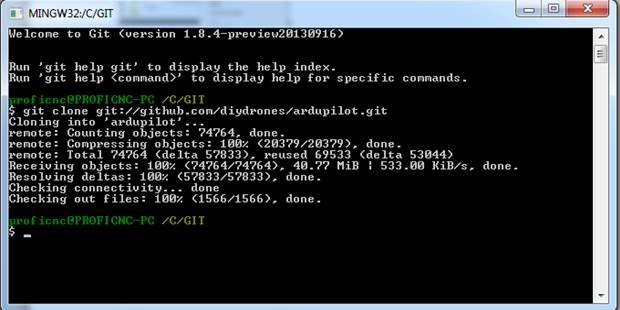 MINGW32:/C/GIT
Welcome to Git (version 1.8.4-preview20130916)
Run 'git help git' to display the help index.
Run 'git help <command>' to display help for specific commands.
proficnc@PROFICNC-PC /C/GIT
$ git clone git://github.com/diydrones/ardupilot.git
Cloning into 'ardupilot'...
remote: Counting objects: 74764, done.
remote: Compressing objects: 100% (20379/20379), done.
remote: Total 74764 (delta 57833), reused 69533 (delta 53044)
Receiving objects: 100% (74764/74764), 40.77 MiB | 533.00 KiB/s, done.
Resolving deltas: 100% (57833/57833), done.
Checking connectivity... done
Checking out files: 100% (1566/1566), done.
proficnc@PROFICNC-PC /C/GIT
$ _